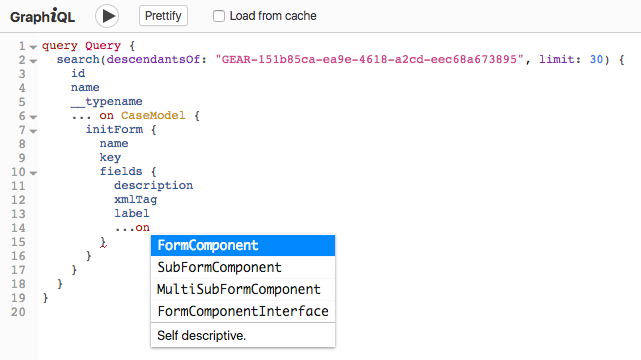 GraphiQL Prettify Load from cache
1 query Query {
2 search(descendantsOf: "GEAR-151b85ca-ea9e-4618-a2cd-eec68a673895", limit: 30) {
3 id
4 name
5 __typename
6 ... on CaseModel {
7 initForm {
8 name
9 key
10 fields {
11 description
12 xmlTag
13 label
14 ...on
15 }
16 }
17 }
18 }
19 }
20
FormComponent
SubFormComponent
MultiSubFormComponent
FormComponentInterface
Self descriptive.